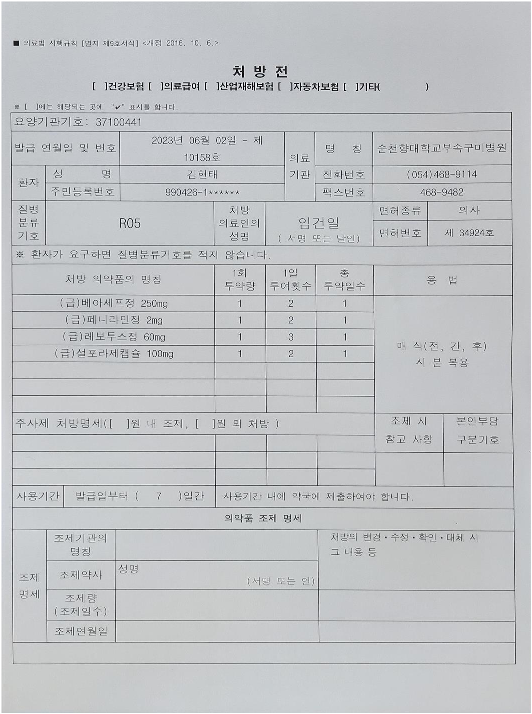 ■ 의료법 시행규칙 [별지 제9호서식] <개정 2016. 10. 6.>
처 방 전
[ ]건강보험 [ ]의료급여 [ ]산업재해보험 [ ]자동차보험 [ ]기타( )
※ [ ]에는 해당되는 곳에 "✔" 표시를 합니다
요양기관기호: 37100441
발급 연월일 및 번호
2023년 06월 02일 - 제
10158호
의료
기관
명 칭
순천향대학교부속구미병원
환자
성 명
김현태
전화번호
(054)468-9114
주민등록번호
990426-1******
팩스번호
468-9482
질병
분류
기호
R05
처방
의료인의
성명
임건일
( 서명 또는 날인)
면허종류
의사
면허번호
제 34924호
※ 환자가 요구하면 질병분류기호를 적지 않습니다.
처방 의약품의 명칭
1회
투약량
1일
투여횟수
총
투약일수
용 법
(급)베아세프정 250mg
1
2
1
(급)페니라민정 2mg
1
2
1
(급)레보투스정 60mg
1
3
1
(급)설포라제캡슐 100mg
1
2
1
매 식(전, 간, 후)
시 분 복용
주사제 처방명세([ ]원 내 조제, [ ]원 외 처방 )
조제 시
참고 사항
본인부담
구분기호
사용기간
발급일부터 ( 7 )일간
사용기간 내에 약국에 제출하여야 합니다.
의약품 조제 명세
조제
명세
조제기관의
명칭
처방의 변경·수정·확인·대체 시
그 내용 등
조제약사
성명
(서명 또는 인)
조제량
(조제일수)
조제연월일